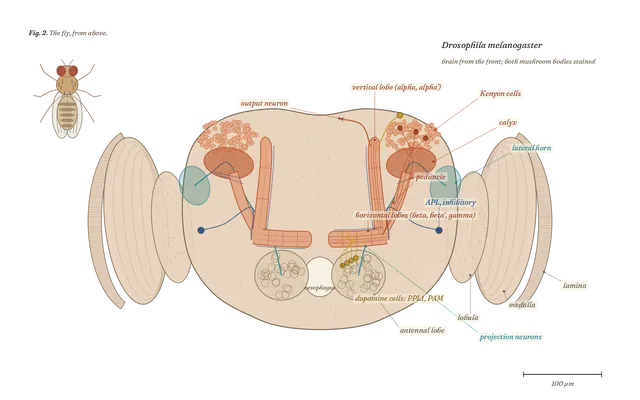 Fig. 2. The fly, from above.
Drosophila melanogaster
brain from the front; both mushroom bodies stained
vertical lobe (alpha, alpha')
Kenyon cells
output neuron
calyx
lateral horn
peduncle
APL, inhibitory
horizontal lobes (beta, beta', gamma)
oesophagus
lamina
dopamine cells: PPL1, PAM
medulla
lobula
antennal lobe
projection neurons
100 µm